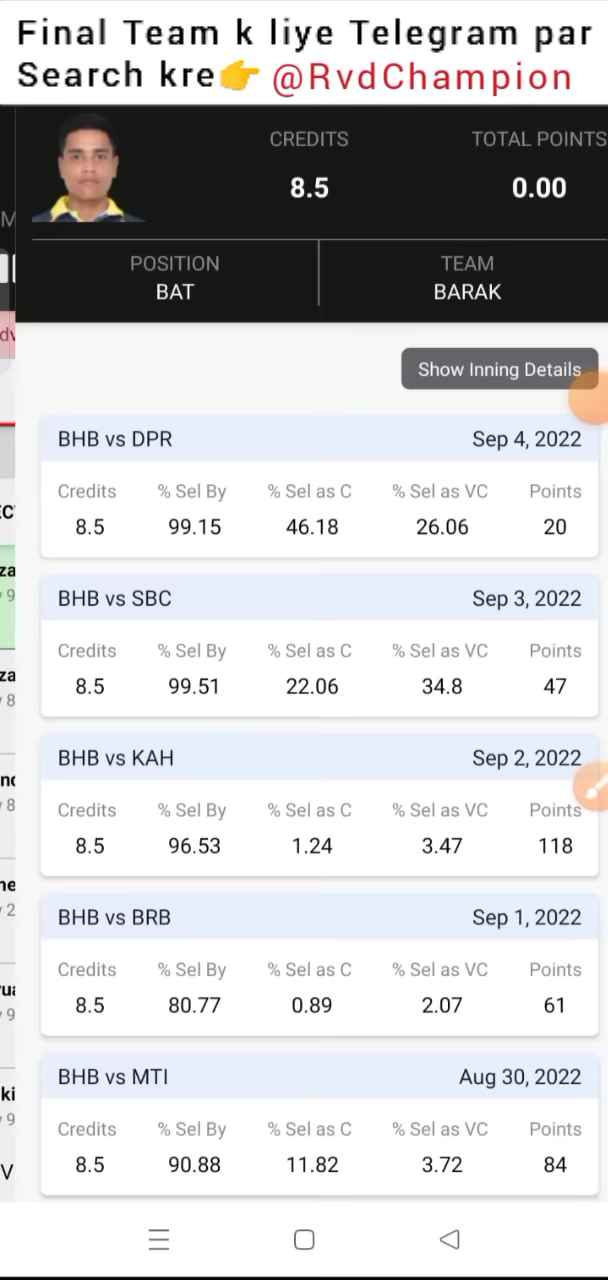 Final Team k liye Telegram par
Search kre👉 @RvdChampion
CREDITS TOTAL POINTS
8.5 0.00
POSITION TEAM
BAT BARAK
Show Inning Details
BHB vs DPR Sep 4, 2022
Credits % Sel By % Sel as C % Sel as VC Points
8.5 99.15 46.18 26.06 20
BHB vs SBC Sep 3, 2022
Credits % Sel By % Sel as C % Sel as VC Points
8.5 99.51 22.06 34.8 47
BHB vs KAH Sep 2, 2022
Credits % Sel By % Sel as C % Sel as VC Points
8.5 96.53 1.24 3.47 118
BHB vs BRB Sep 1, 2022
Credits % Sel By % Sel as C % Sel as VC Points
8.5 80.77 0.89 2.07 61
BHB vs MTI Aug 30, 2022
Credits % Sel By % Sel as C % Sel as VC Points
8.5 90.88 11.82 3.72 84